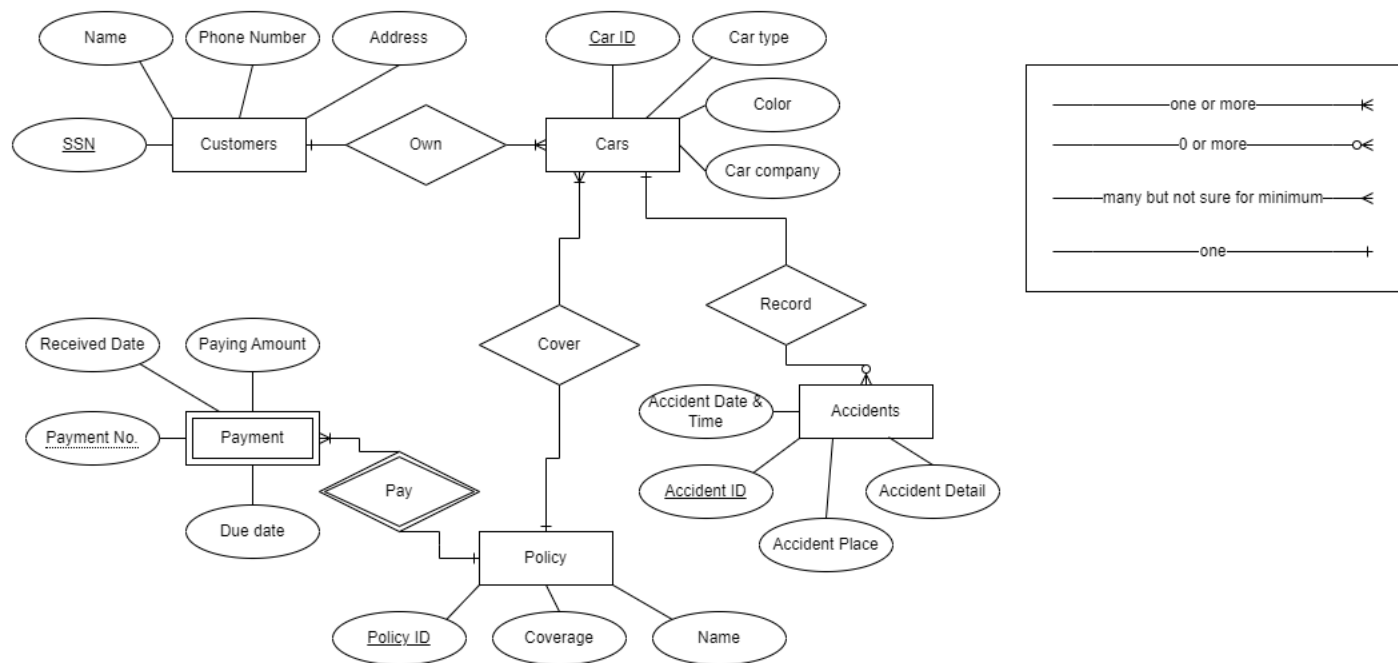 Name
Phone Number
Address
Car ID
Car type
Color
SSN
Customers
Own
Cars
Car company
one or more
0 or more
many but not sure for minimum
one
Record
Cover
Received Date
Paying Amount
Accident Date &
Time
Accidents
Payment No.
Payment
Pay
Accident ID
Accident Detail
Due date
Accident Place
Policy
Policy ID
Coverage
Name